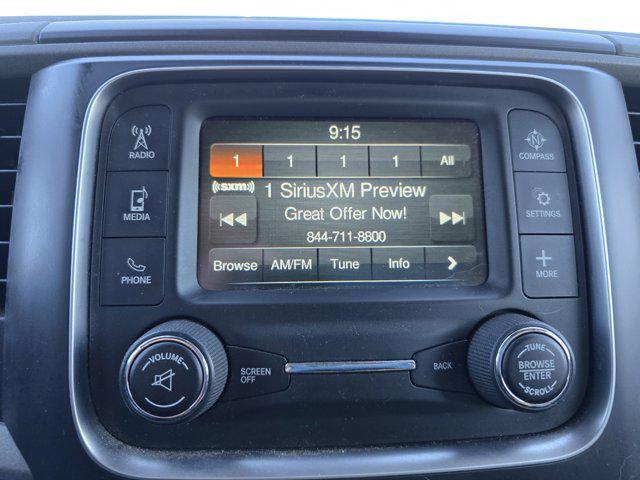 9:15
1 1 1 1 All
((sxm)) 1 SiriusXM Preview
Great Offer Now!
844-711-8800
Browse AM/FM Tune Info
RADIO
MEDIA
PHONE
COMPASS
SETTINGS
MORE
VOLUME
SCREEN
OFF
BACK
TUNE
BROWSE
ENTER
SCROLL